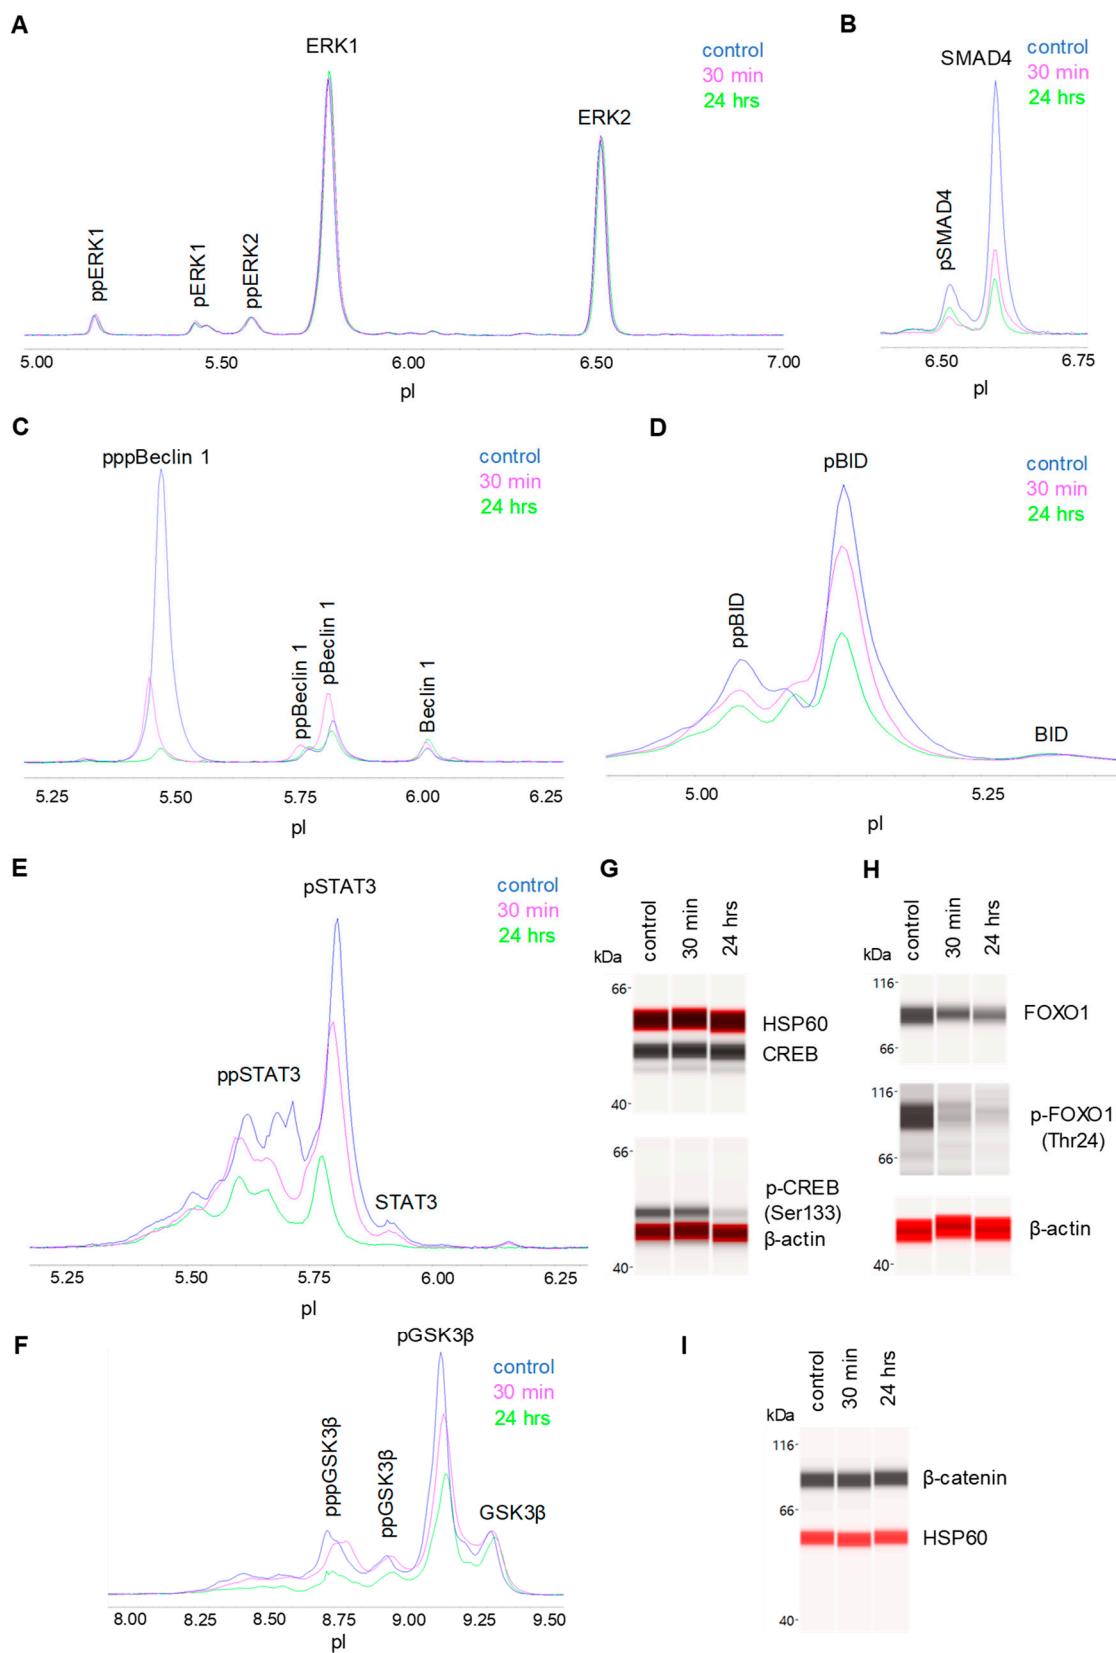 A
ERK1
control
30 min
24 hrs
ERK2
ppERK1
pERK1
ppERK2
5.00
5.50
6.00
6.50
7.00
pI
B
SMAD4
control
30 min
24 hrs
pSMAD4
6.50
6.75
pI
C
pppBeclin 1
control
30 min
24 hrs
ppBeclin 1
pBeclin 1
Beclin 1
5.25
5.50
5.75
6.00
6.25
pI
D
pBID
control
30 min
24 hrs
ppBID
BID
5.00
5.25
pI
E
pSTAT3
control
30 min
24 hrs
ppSTAT3
STAT3
5.25
5.50
5.75
6.00
6.25
pI
F
pGSK3β
control
30 min
24 hrs
pppGSK3β
ppGSK3β
GSK3β
8.00
8.25
8.50
8.75
9.00
9.25
9.50
pI
G
control
30 min
24 hrs
kDa
66-
HSP60
CREB
40-
66-
p-CREB
(Ser133)
β-actin
40-
H
control
30 min
24 hrs
kDa
116-
FOXO1
66-
116-
p-FOXO1
(Thr24)
66-
β-actin
40-
I
control
30 min
24 hrs
kDa
116-
β-catenin
66-
HSP60
40-